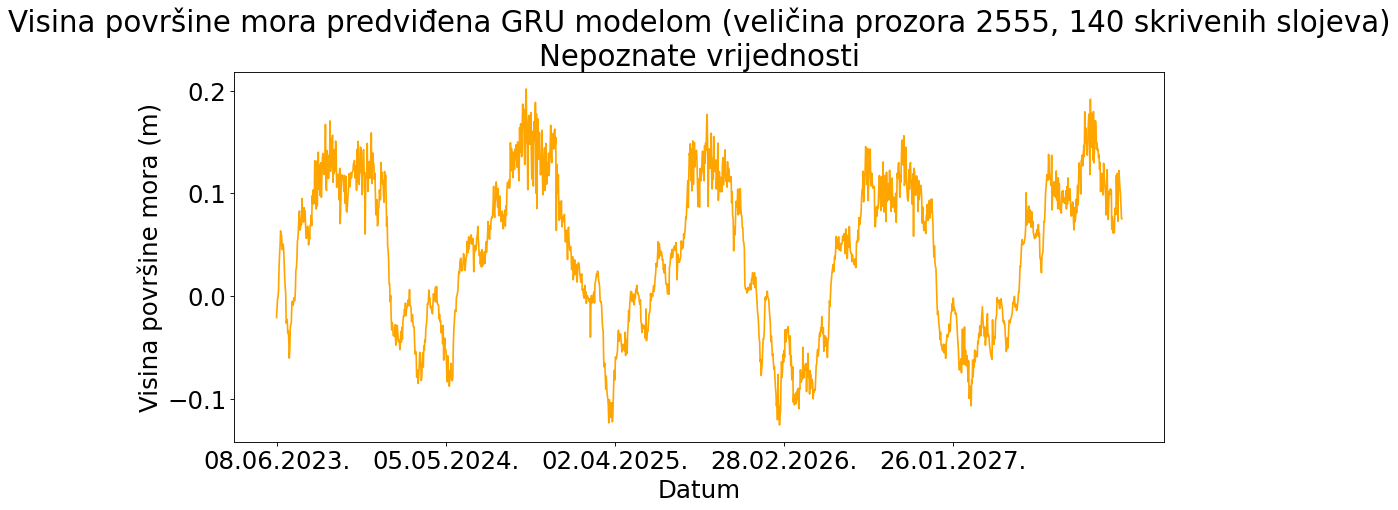 Visina površine mora predviđena GRU modelom (veličina prozora 2555, 140 skrivenih slojeva)
Nepoznate vrijednosti
Visina površine mora (m)
0.2
0.1
0.0
−0.1
08.06.2023. 05.05.2024. 02.04.2025. 28.02.2026. 26.01.2027.
Datum